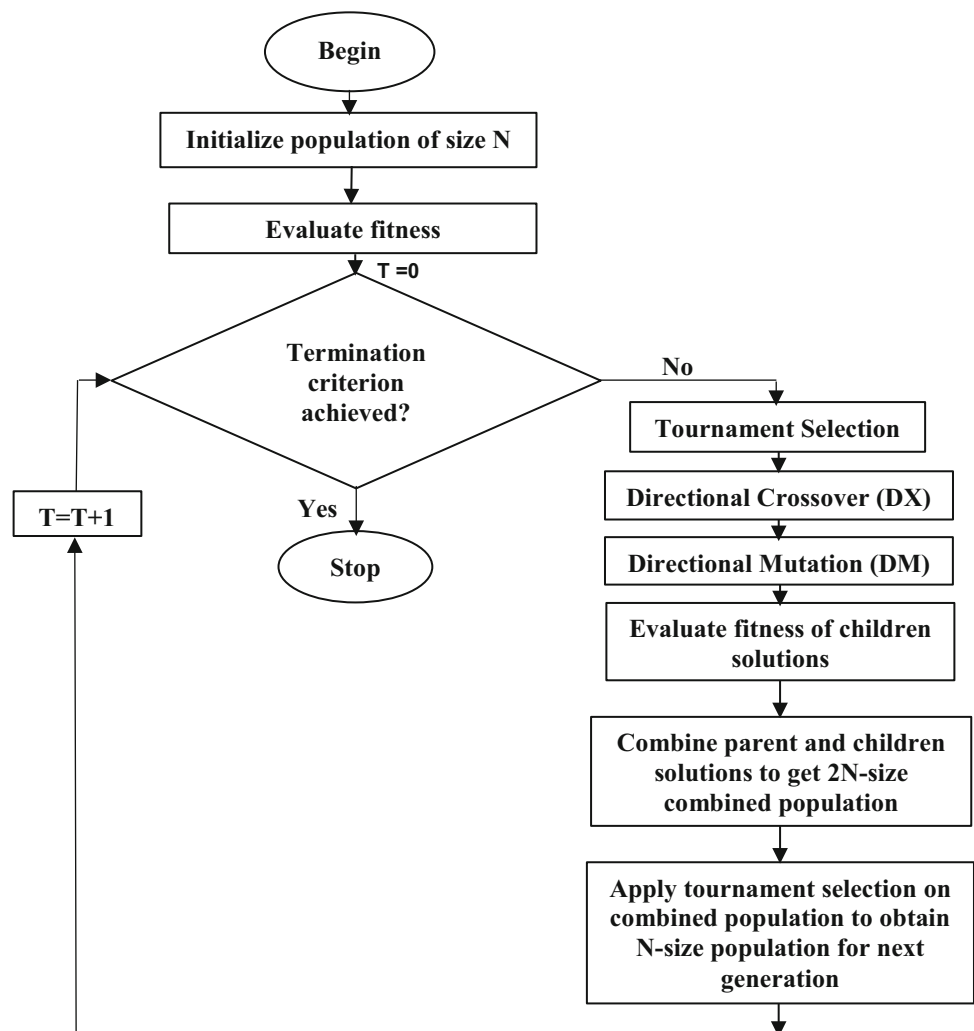 Begin
Initialize population of size N
Evaluate fitness
T =0
Termination
criterion
achieved?
No
Tournament Selection
Directional Crossover (DX)
Yes
T=T+1
Directional Mutation (DM)
Stop
Evaluate fitness of children
solutions
Combine parent and children
solutions to get 2N-size
combined population
Apply tournament selection on
combined population to obtain
N-size population for next
generation